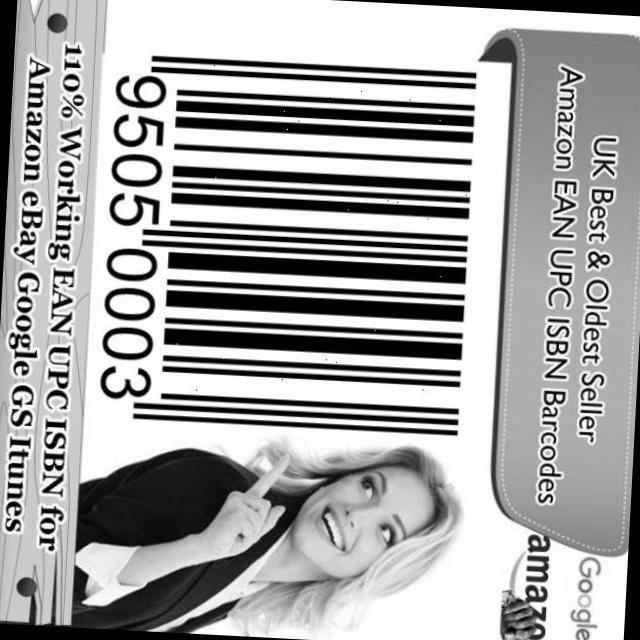 UK Best & Oldest Seller
Amazon EAN UPC ISBN Barcodes
Google
amazo
9505 0003
110% Working EAN UPC ISBN for
Amazon eBay Google GS Itunes